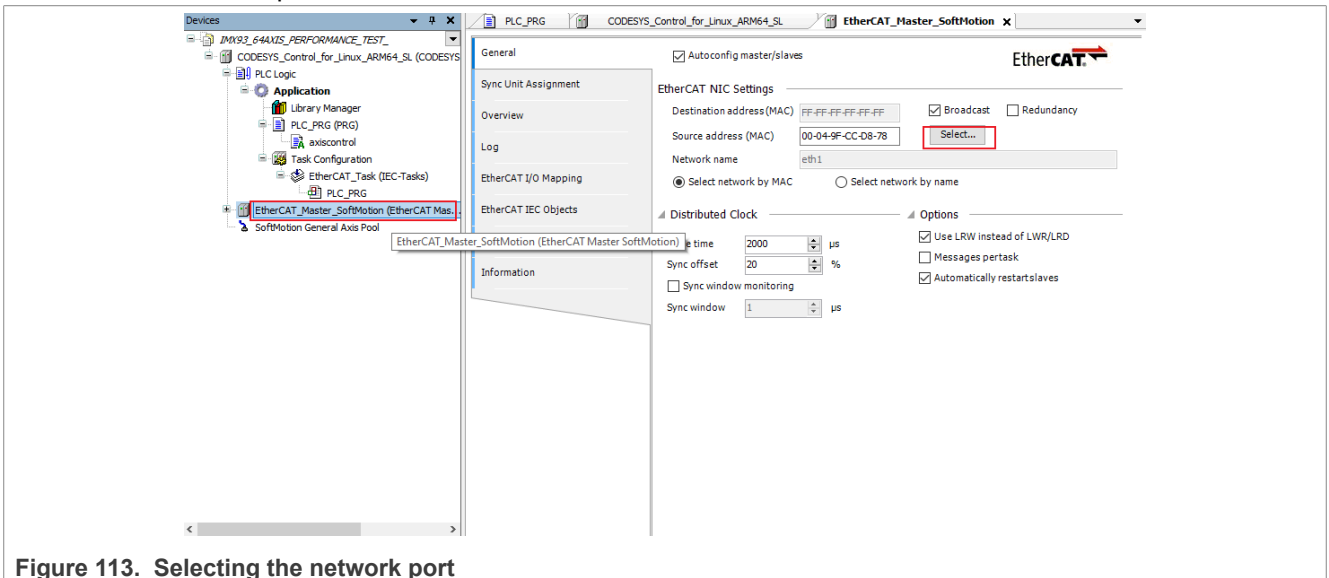 Devices
IMX93_64AXIS_PERFORMANCE_TEST_
CODESYS_Control_for_Linux_ARM64_SL (CODESYS
PLC Logic
Application
Library Manager
PLC_PRG (PRG)
axiscontrol
Task Configuration
EtherCAT_Task (IEC-Tasks)
PLC_PRG
EtherCAT_Master_SoftMotion (EtherCAT Mas...
SoftMotion General Axis Pool
EtherCAT_Master_SoftMotion (EtherCAT Master SoftMotion)
PLC_PRG
CODESYS_Control_for_Linux_ARM64_SL
EtherCAT_Master_SoftMotion
General
Sync Unit Assignment
Overview
Log
EtherCAT I/O Mapping
EtherCAT IEC Objects
Information
Autoconfig master/slaves
EtherCAT.
EtherCAT NIC Settings
Destination address(MAC) FF-FF-FF-FF-FF-FF Broadcast Redundancy
Source address (MAC) 00-04-9F-CC-D8-78 Select...
Network name eth1
Select network by MAC Select network by name
Distributed Clock
time 2000 µs
Sync offset 20 %
Sync window monitoring
Sync window 1 µs
Options
Use LRW instead of LWR/LRD
Messages pertask
Automatically restartslaves
Figure 113. Selecting the network port